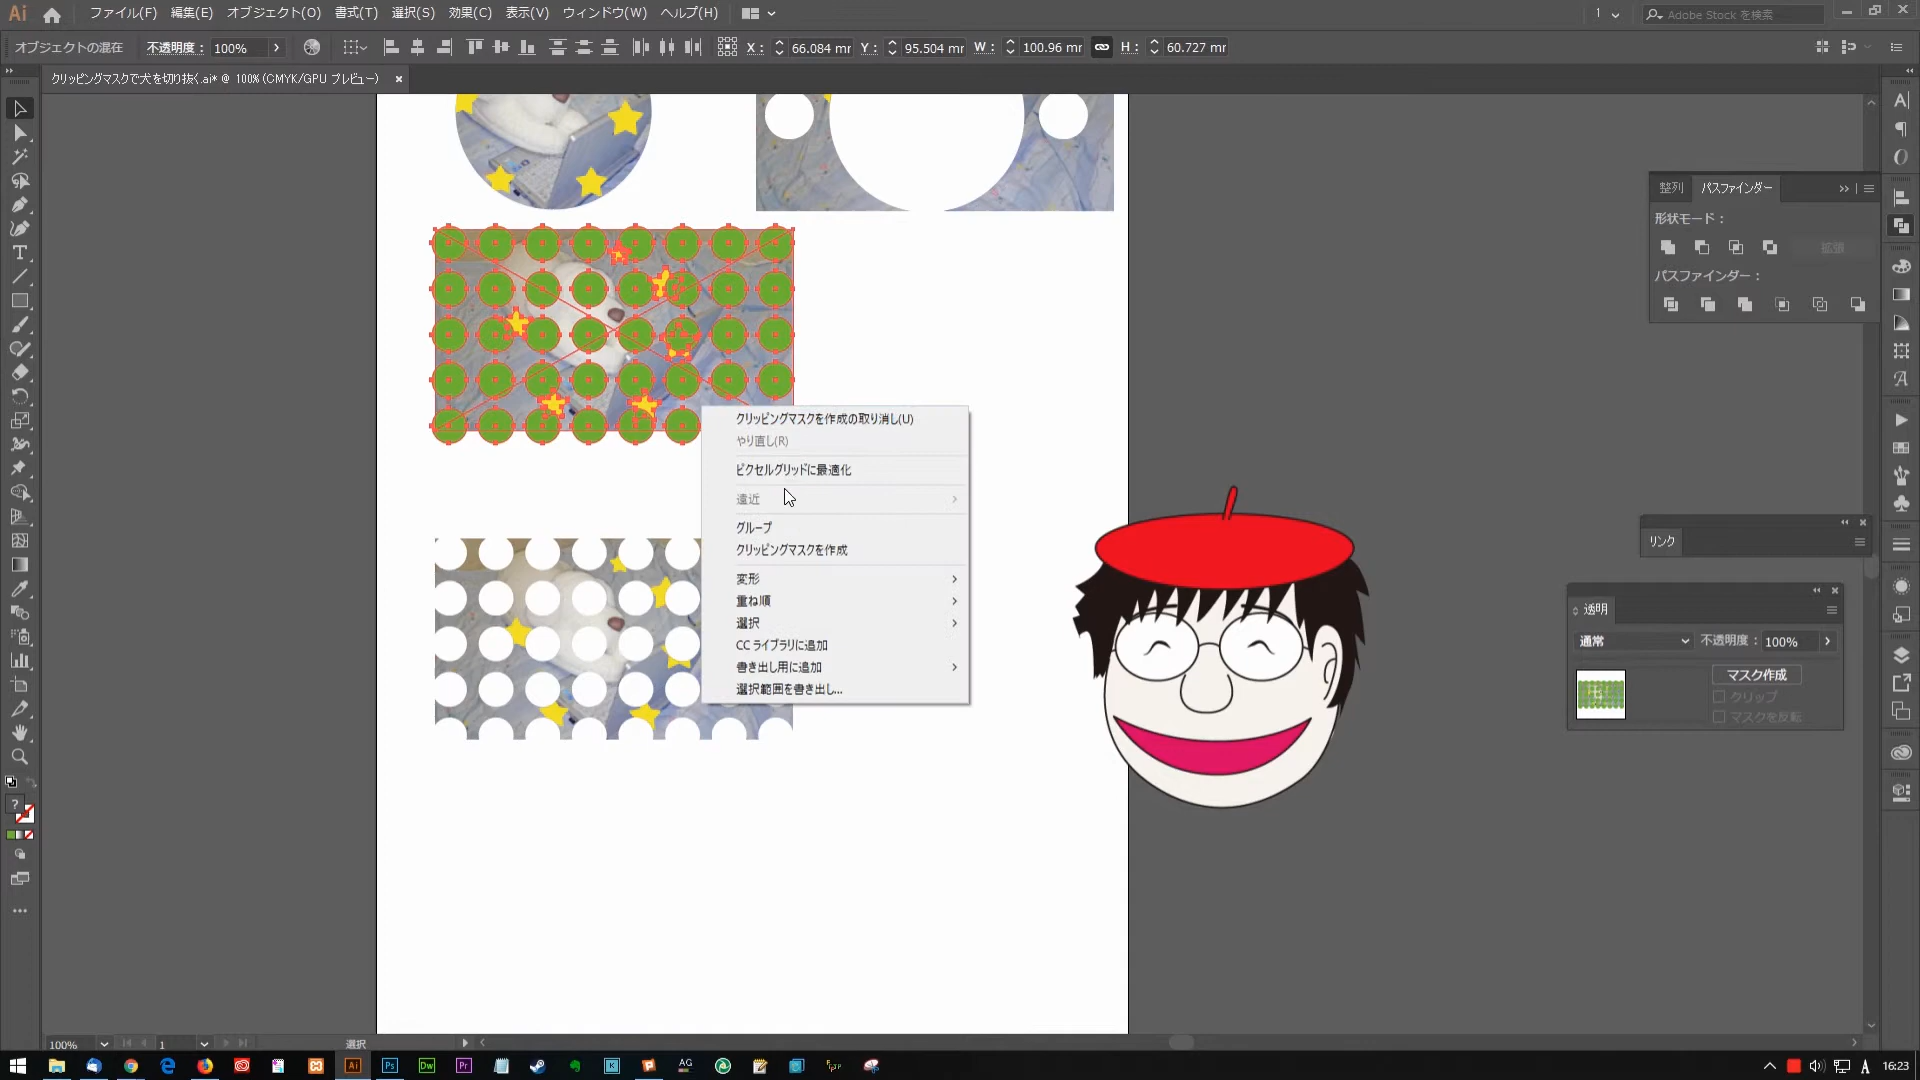 Ai ファイル(F) 編集(E) オブジェクト(O) 書式(T) 選択(S) 効果(C) 表示(V) ウィンドウ(W) ヘルプ(H) 1 Adobe Stock を検索
オブジェクトの混在 不透明度： 100% X： 66.084 mm Y： 95.504 mm W： 100.96 mm H： 60.727 mm
クリッピングマスクで犬を切り抜く.ai* @ 100% (CMYK/GPU プレビュー)
整列 パスファインダー
形状モード：
拡張
パスファインダー：
クリッピングマスクを作成の取り消し(U)
やり直し(R)
ピクセルグリッドに最適化
遠近
グループ
クリッピングマスクを作成
変形
重ね順
選択
CC ライブラリに追加
書き出し用に追加
選択範囲を書き出し...
リンク
透明
通常 不透明度： 100%
マスク作成
クリップ
マスクを反転
100% 1 選択
Ai Ps Dw Pr K AG A 16:23